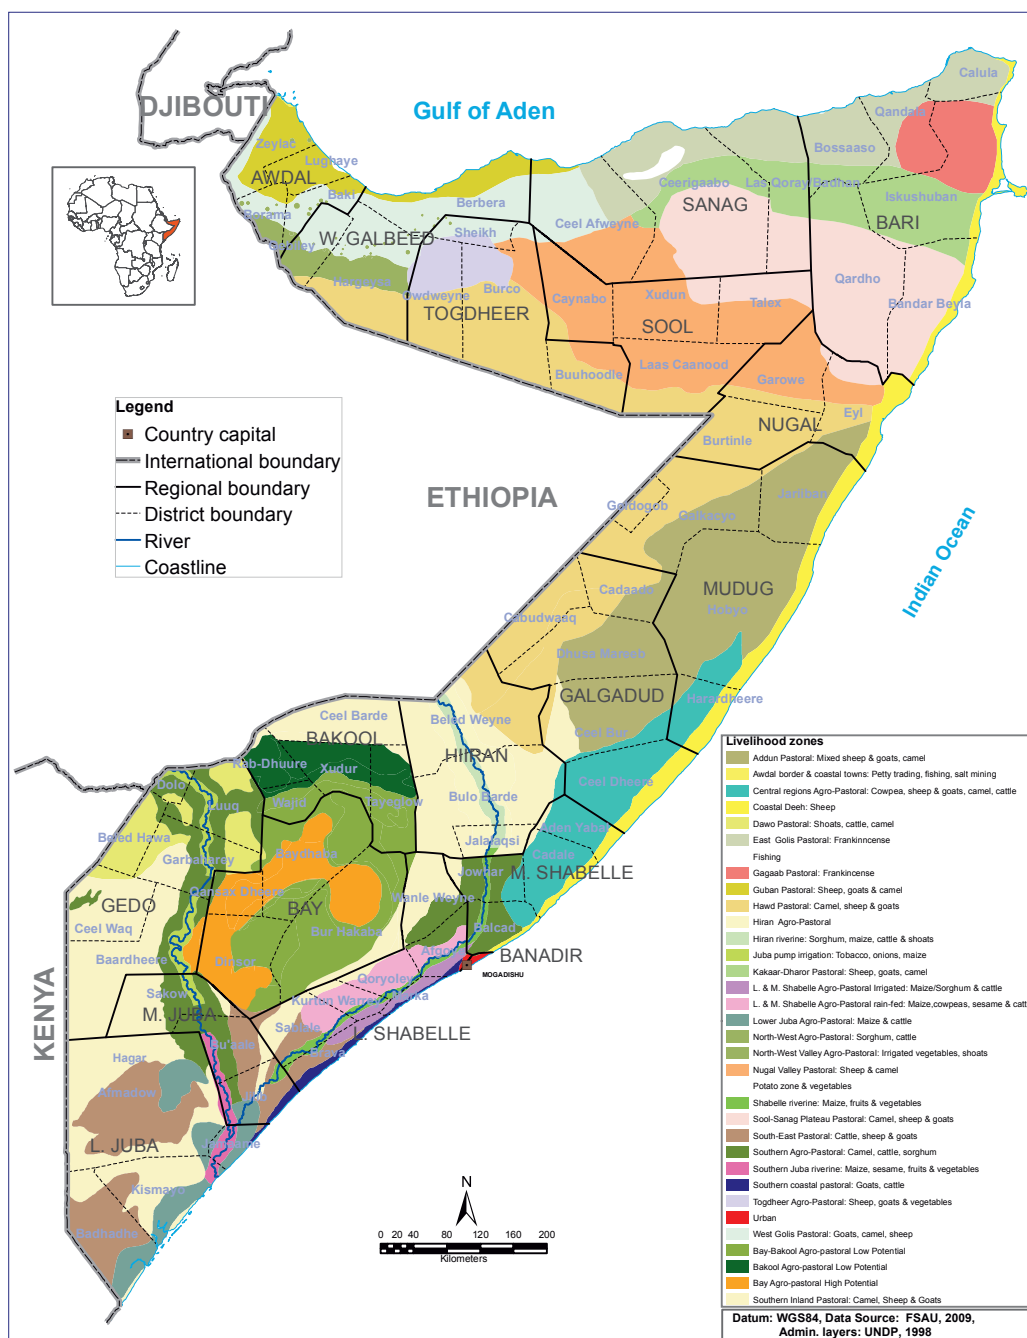 DJIBOUTI
Gulf of Aden
Calula
Qandala
Bossaaso
Zeylac
Lughaye
AWDAL
Baki
Borama
Gebiley
W. GALBEED
Hargaysa
Berbera
Sheikh
Owdweyne
Burco
TOGDHEER
Buuhoodle
Ceel Afweyne
Ceerigaabo
SANAG
Las Qoray/Badhan
Iskushuban
BARI
Qardho
Bandar Beyla
Caynabo
Xudun
Talex
SOOL
Laas Caanood
Garowe
Eyl
NUGAL
Burtinle
Legend
Country capital
International boundary
Regional boundary
District boundary
River
Coastline
ETHIOPIA
Indian Ocean
Goldogob
Galkacyo
Jariiban
MUDUG
Hobyo
Cadaado
Cabudwaaq
Dhusa Mareeb
GALGADUD
Harardheere
Ceel Bur
Ceel Dheere
Ceel Barde
BAKOOL
Beled Weyne
HIIRAN
Rab-Dhuure
Xudur
Wajid
Tayeglow
Bulo Barde
Jalalaqsi
Aden Yabal
Cadale
M. SHABELLE
Jowhar
Balcad
Dolo
Luuq
Beled Hawa
Garbaharey
GEDO
Ceel Waq
Baardheere
Baydhaba
Qansax Dheere
BAY
Bur Hakaba
Dinsor
Wanle Weyne
Afgoi
BANADIR
MOGADISHU
Qoryoley
Marka
Kurtun Warrey
Sablale
L. SHABELLE
Brava
KENYA
Sakow
M. JUBA
Bu'aale
Jilib
Hagar
Afmadow
L. JUBA
Jamaame
Kismayo
Badhadhe
N
0 20 40 80 120 160 200
Kilometers
Livelihood zones
Addun Pastoral: Mixed sheep & goats, camel
Awdal border & coastal towns: Petty trading, fishing, salt mining
Central regions Agro-Pastoral: Cowpea, sheep & goats, camel, cattle
Coastal Deeh: Sheep
Dawo Pastoral: Shoats, cattle, camel
East Golis Pastoral: Frankinncense
Fishing
Gagaab Pastoral: Frankincense
Guban Pastoral: Sheep, goats & camel
Hawd Pastoral: Camel, sheep & goats
Hiran Agro-Pastoral
Hiran riverine: Sorghum, maize, cattle & shoats
Juba pump irrigation: Tobacco, onions, maize
Kakaar-Dharor Pastoral: Sheep, goats, camel
L. & M. Shabelle Agro-Pastoral Irrigated: Maize/Sorghum & cattle
L. & M. Shabelle Agro-Pastoral rain-fed: Maize,cowpeas, sesame & catt
Lower Juba Agro-Pastoral: Maize & cattle
North-West Agro-Pastoral: Sorghum, cattle
North-West Valley Agro-Pastoral: Irrigated vegetables, shoats
Nugal Valley Pastoral: Sheep & camel
Potato zone & vegetables
Shabelle riverine: Maize, fruits & vegetables
Sool-Sanag Plateau Pastoral: Camel, sheep & goats
South-East Pastoral: Cattle, sheep & goats
Southern Agro-Pastoral: Camel, cattle, sorghum
Southern Juba riverine: Maize, sesame, fruits & vegetables
Southern coastal pastoral: Goats, cattle
Togdheer Agro-Pastoral: Sheep, goats & vegetables
Urban
West Golis Pastoral: Goats, camel, sheep
Bay-Bakool Agro-pastoral Low Potential
Bakool Agro-pastoral Low Potential
Bay Agro-pastoral High Potential
Southern Inland Pastoral: Camel, Sheep & Goats
Datum: WGS84, Data Source: FSAU, 2009,
Admin. layers: UNDP, 1998